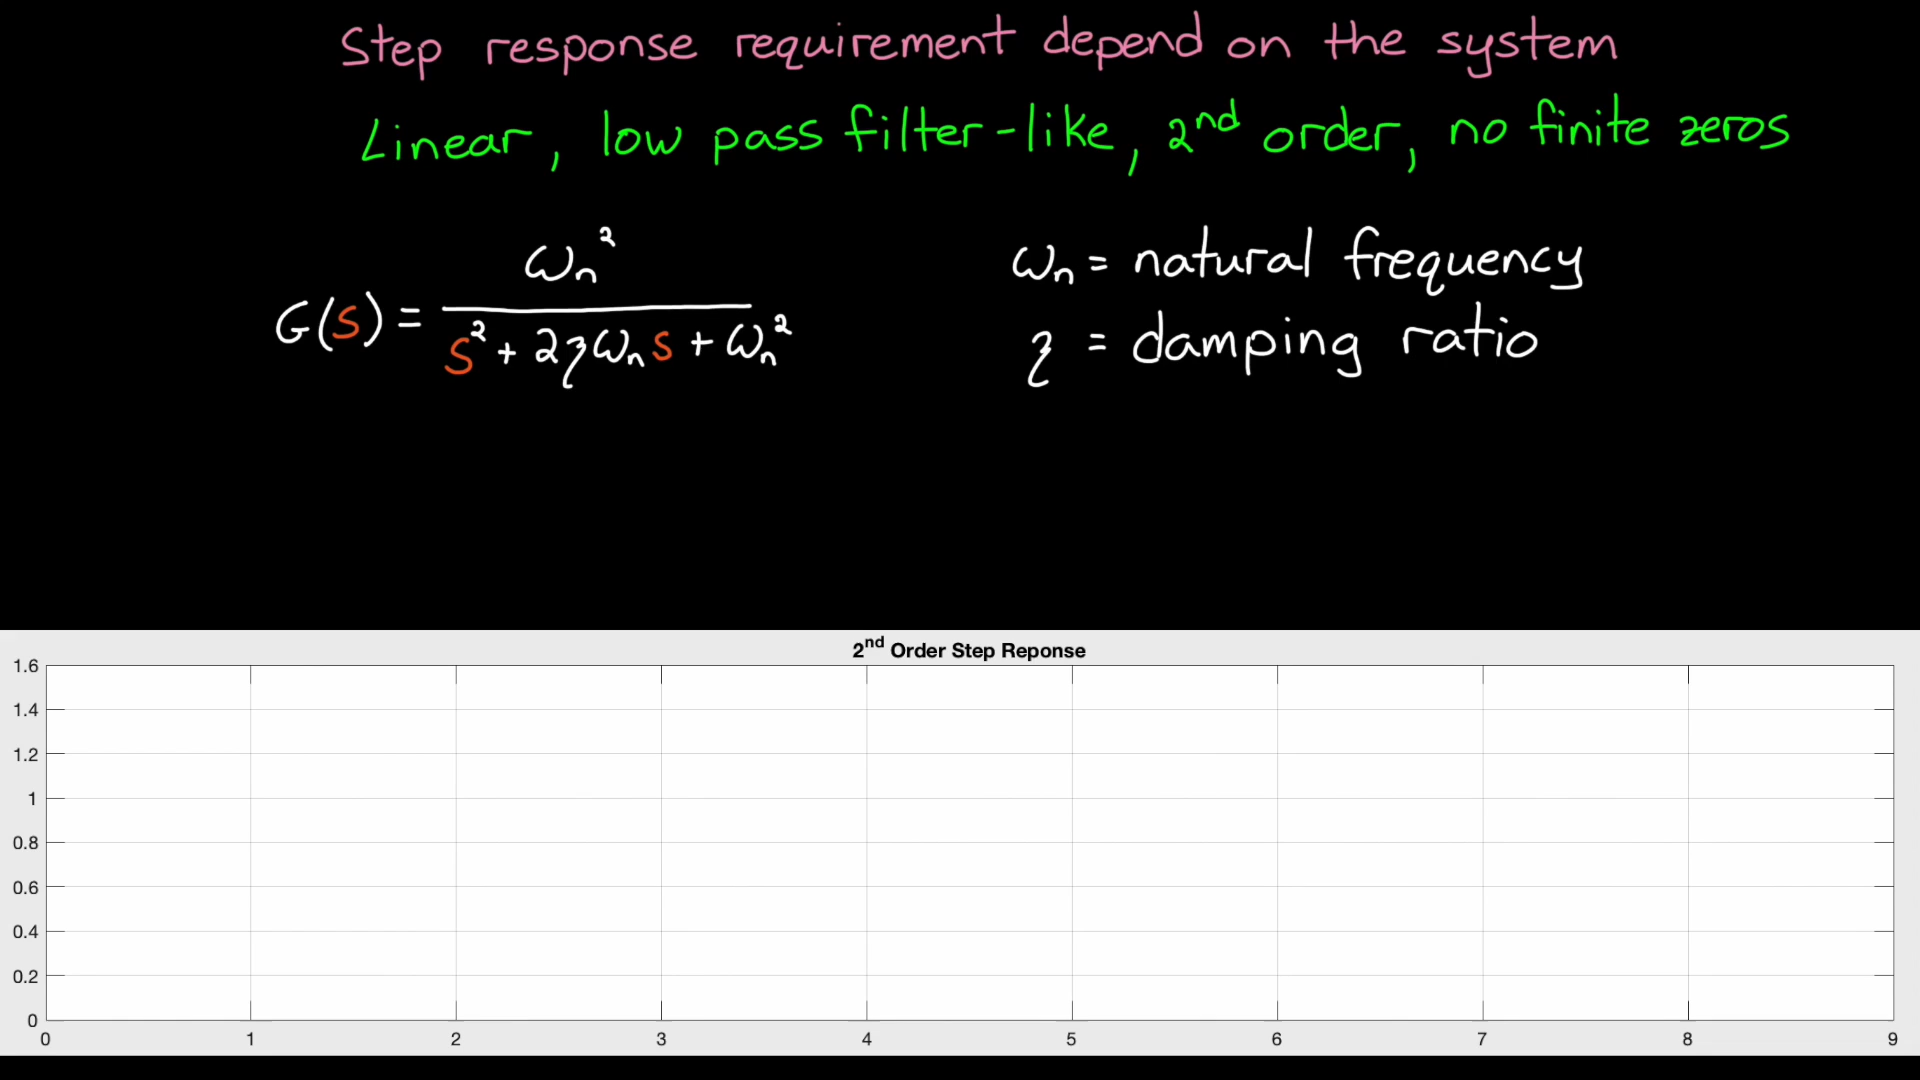 Step response requirement depend on the system
Linear, low pass filter-like, 2nd order, no finite zeros
G(s) = ωn² / (s² + 2ζωns + ωn²)
ωn = natural frequency
ζ = damping ratio
2nd Order Step Reponse
1.6
1.4
1.2
1
0.8
0.6
0.4
0.2
0
0 1 2 3 4 5 6 7 8 9